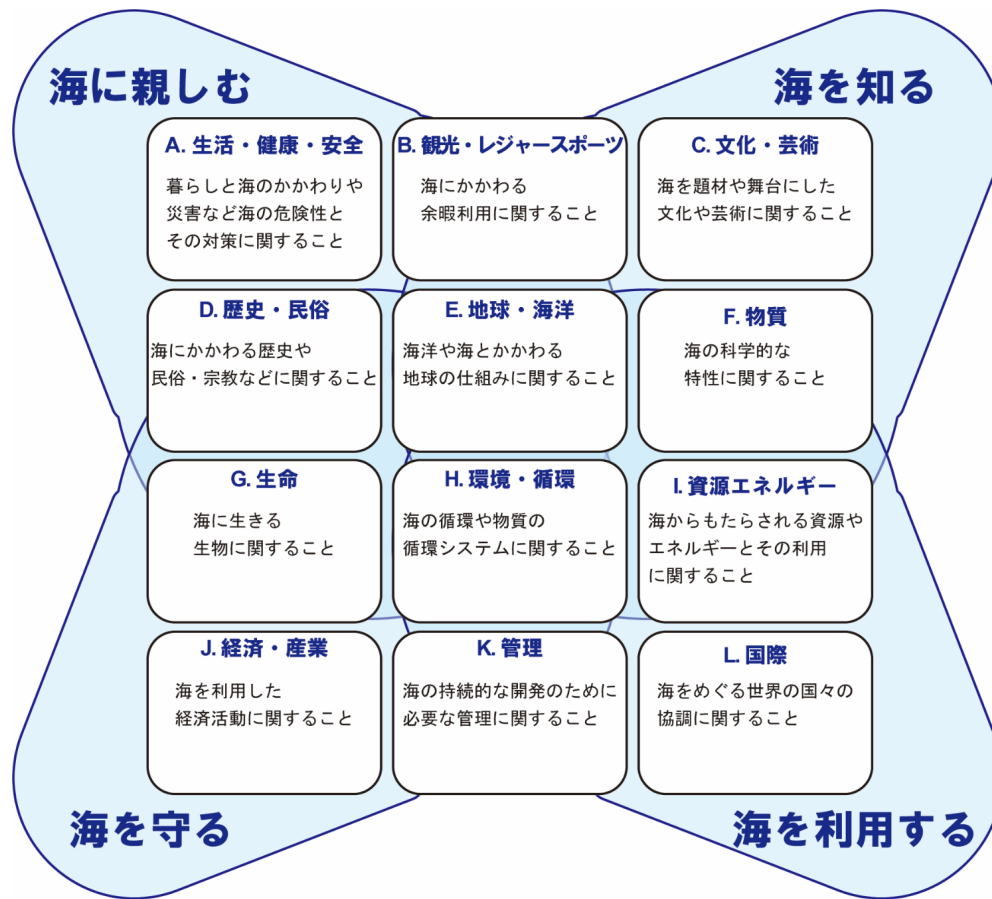 海に親しむ
海を知る
A. 生活・健康・安全
暮らしと海のかかわりや
災害など海の危険性と
その対策に関すること
B. 観光・レジャースポーツ
海にかかわる
余暇利用に関すること
C. 文化・芸術
海を題材や舞台にした
文化や芸術に関すること
D. 歴史・民俗
海にかかわる歴史や
民俗・宗教などに関すること
E. 地球・海洋
海洋や海とかかわる
地球の仕組みに関すること
F. 物質
海の科学的な
特性に関すること
G. 生命
海に生きる
生物に関すること
H. 環境・循環
海の循環や物質の
循環システムに関すること
I. 資源エネルギー
海からもたらされる資源や
エネルギーとその利用
に関すること
J. 経済・産業
海を利用した
経済活動に関すること
K. 管理
海の持続的な開発のために
必要な管理に関すること
L. 国際
海をめぐる世界の国々の
協調に関すること
海を守る
海を利用する